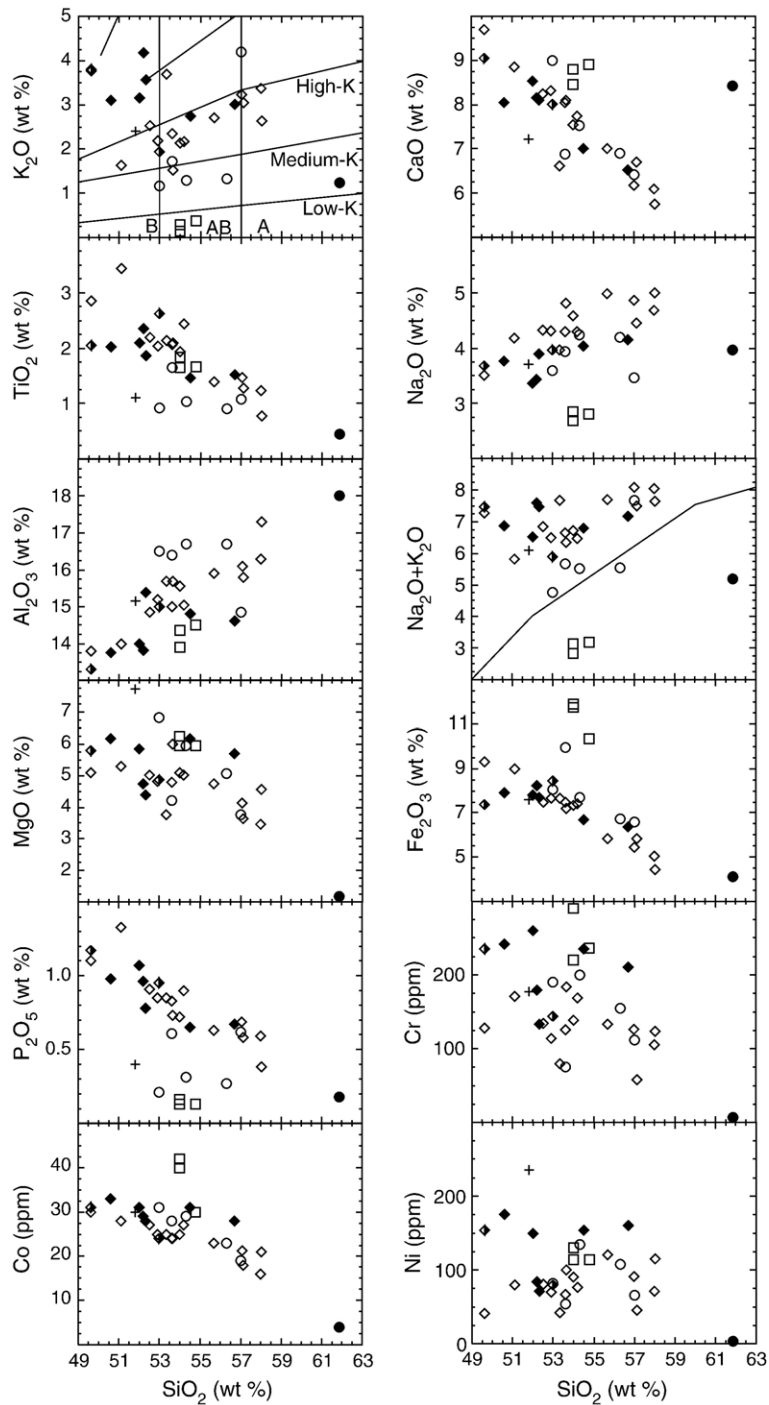 5
4
3
2
1
0
K₂O (wt %)
High-K
Medium-K
Low-K
B AB A
3
2
1
TiO₂ (wt %)
18
17
16
15
14
Al₂O₃ (wt %)
7
6
5
4
3
2
MgO (wt %)
1.0
0.5
P₂O₅ (wt %)
40
30
20
10
Co (ppm)
49 51 53 55 57 59 61 63
SiO₂ (wt %)
9
8
7
6
CaO (wt %)
5
4
3
Na₂O (wt %)
8
7
6
5
4
3
Na₂O+K₂O
11
9
7
5
Fe₂O₃ (wt %)
200
100
Cr (ppm)
200
100
0
Ni (ppm)
49 51 53 55 57 59 61 63
SiO₂ (wt %)